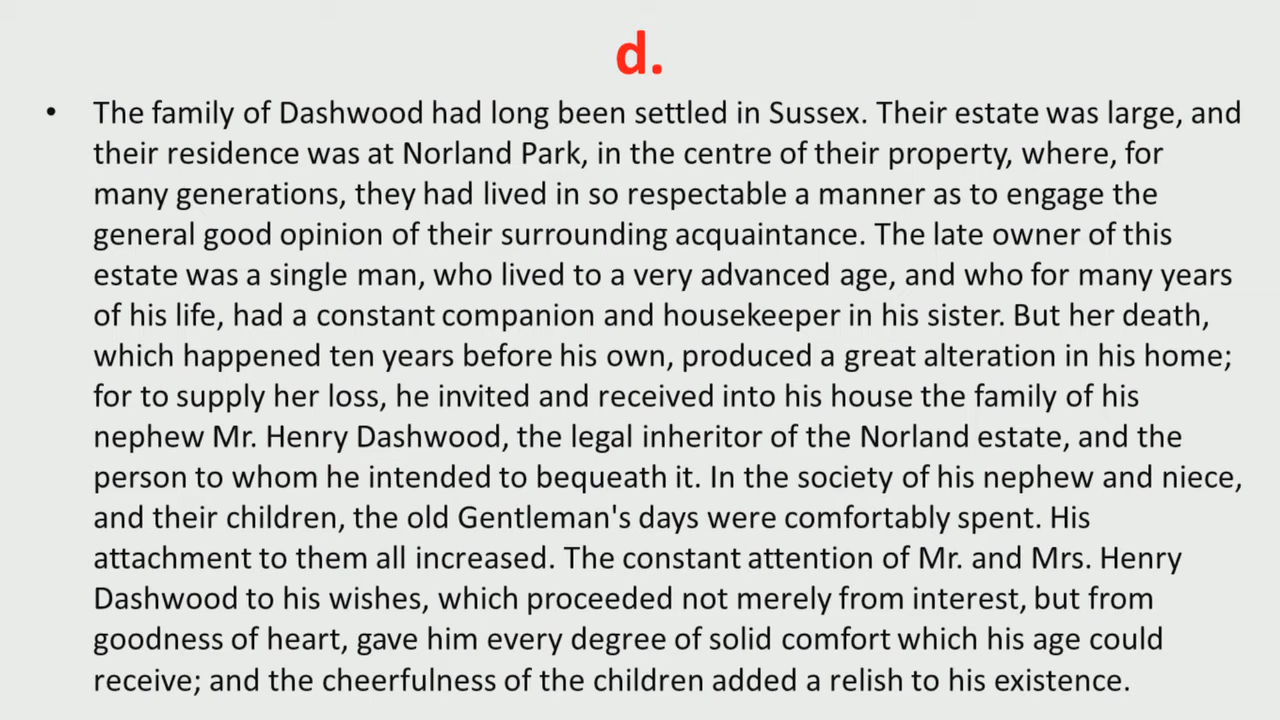 d.
• The family of Dashwood had long been settled in Sussex. Their estate was large, and
their residence was at Norland Park, in the centre of their property, where, for
many generations, they had lived in so respectable a manner as to engage the
general good opinion of their surrounding acquaintance. The late owner of this
estate was a single man, who lived to a very advanced age, and who for many years
of his life, had a constant companion and housekeeper in his sister. But her death,
which happened ten years before his own, produced a great alteration in his home;
for to supply her loss, he invited and received into his house the family of his
nephew Mr. Henry Dashwood, the legal inheritor of the Norland estate, and the
person to whom he intended to bequeath it. In the society of his nephew and niece,
and their children, the old Gentleman's days were comfortably spent. His
attachment to them all increased. The constant attention of Mr. and Mrs. Henry
Dashwood to his wishes, which proceeded not merely from interest, but from
goodness of heart, gave him every degree of solid comfort which his age could
receive; and the cheerfulness of the children added a relish to his existence.